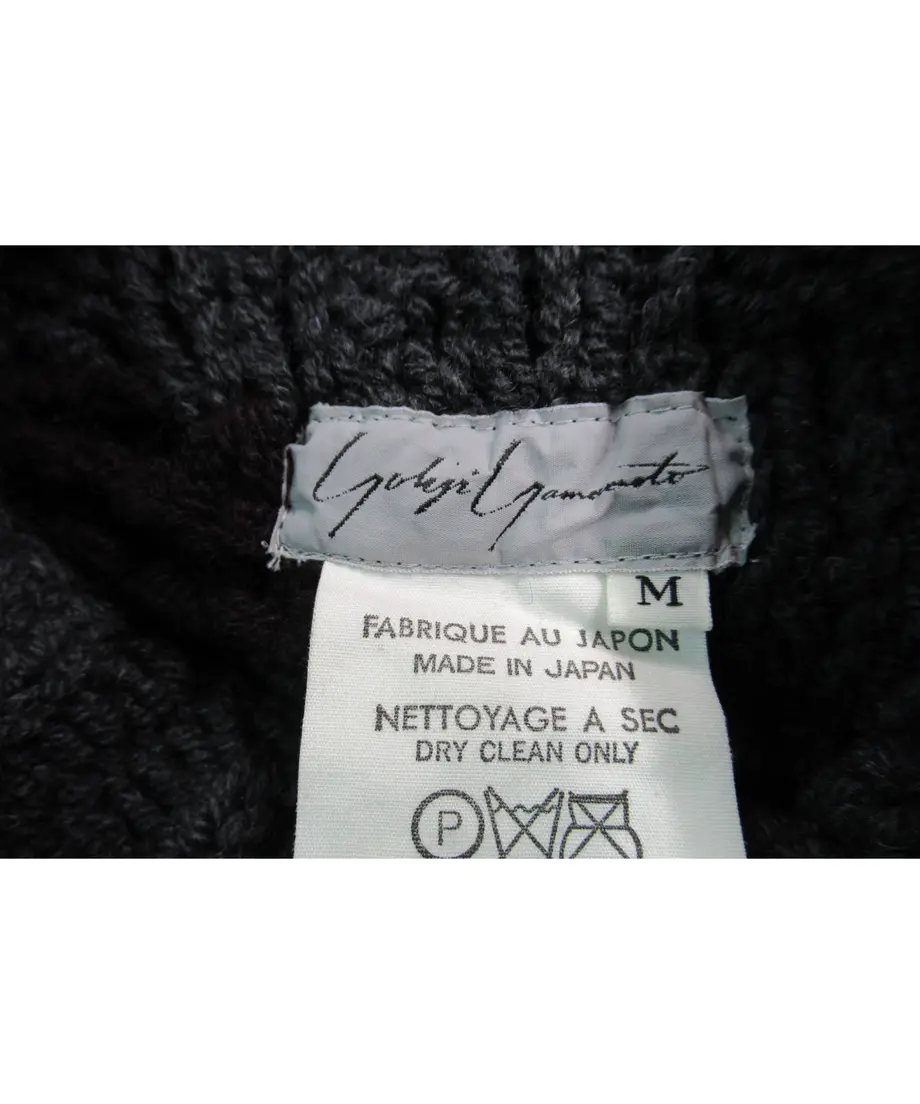 Yohji Yamamoto
M
FABRIQUE AU JAPON
MADE IN JAPAN
NETTOYAGE A SEC
DRY CLEAN ONLY
P